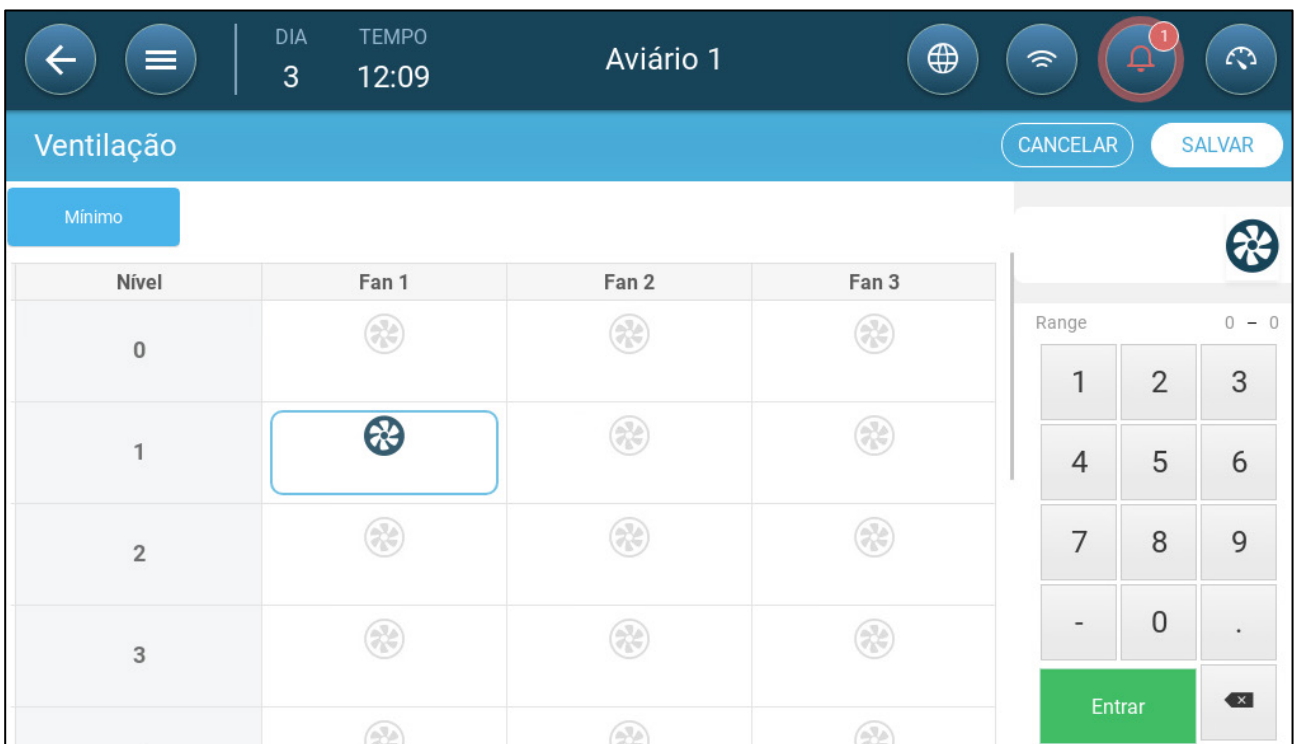 DIA TEMPO
3 12:09 Aviário 1 1
Ventilação CANCELAR SALVAR
Mínimo
Nível Fan 1 Fan 2 Fan 3
Range 0 – 0
0
1 2 3
1
4 5 6
2
7 8 9
3
- 0 .
Entrar